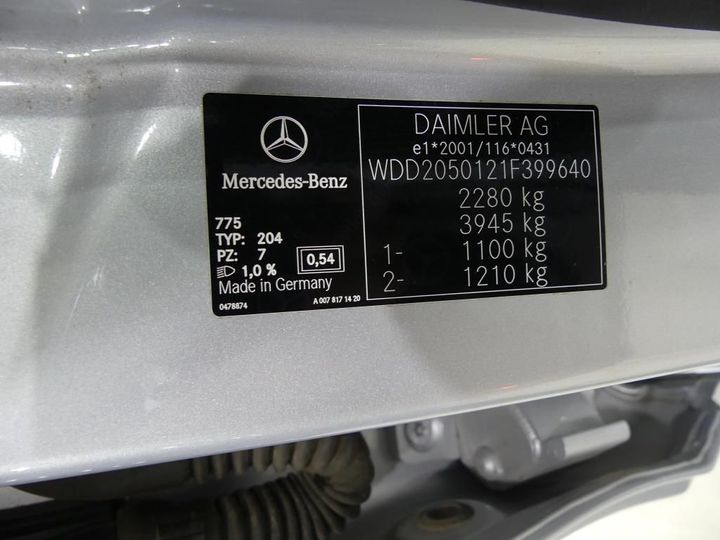 Mercedes-Benz
775
TYP: 204
PZ: 7
1,0 %
0,54
Made in Germany
0478874
A 007 817 14 20
DAIMLER AG
e1*2001/116*0431
WDD2050121F399640
2280 kg
3945 kg
1- 1100 kg
2- 1210 kg